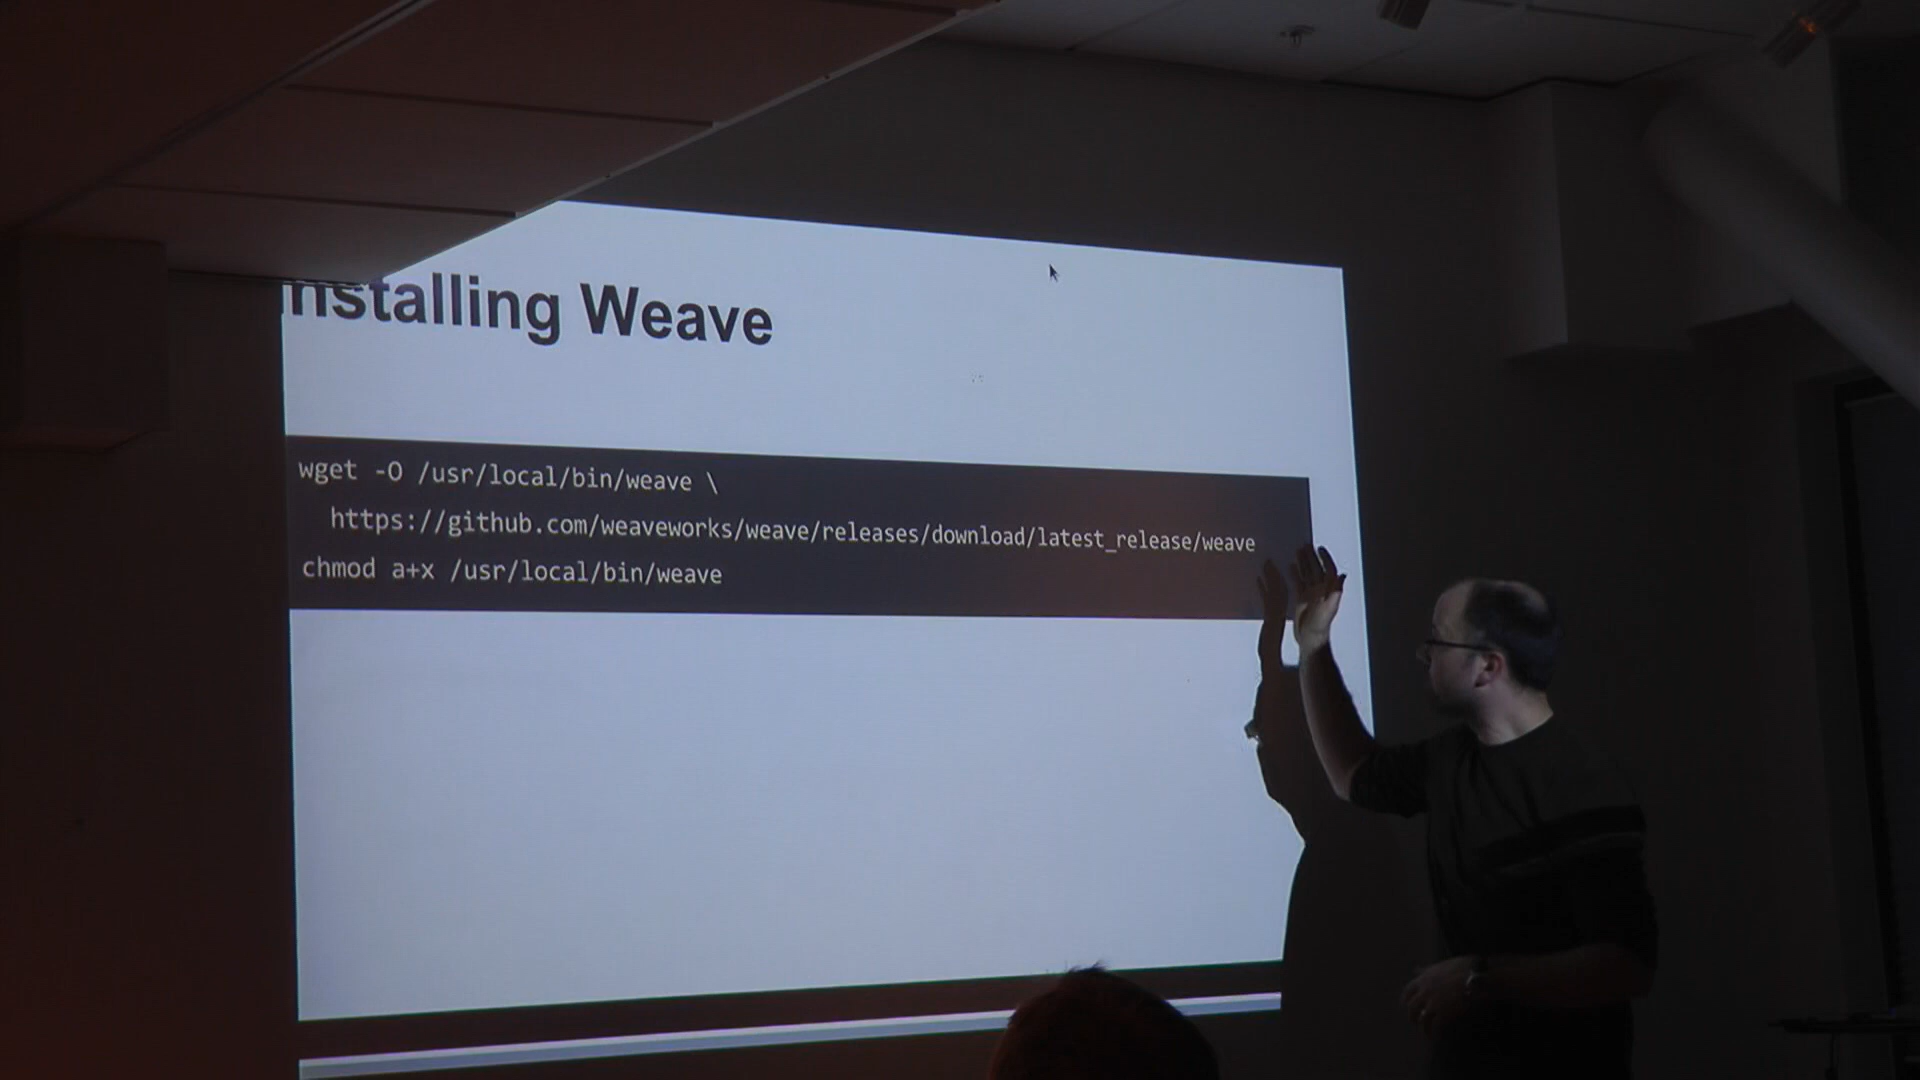 nstalling Weave
wget -O /usr/local/bin/weave \
https://github.com/weaveworks/weave/releases/download/latest_release/weave
chmod a+x /usr/local/bin/weave